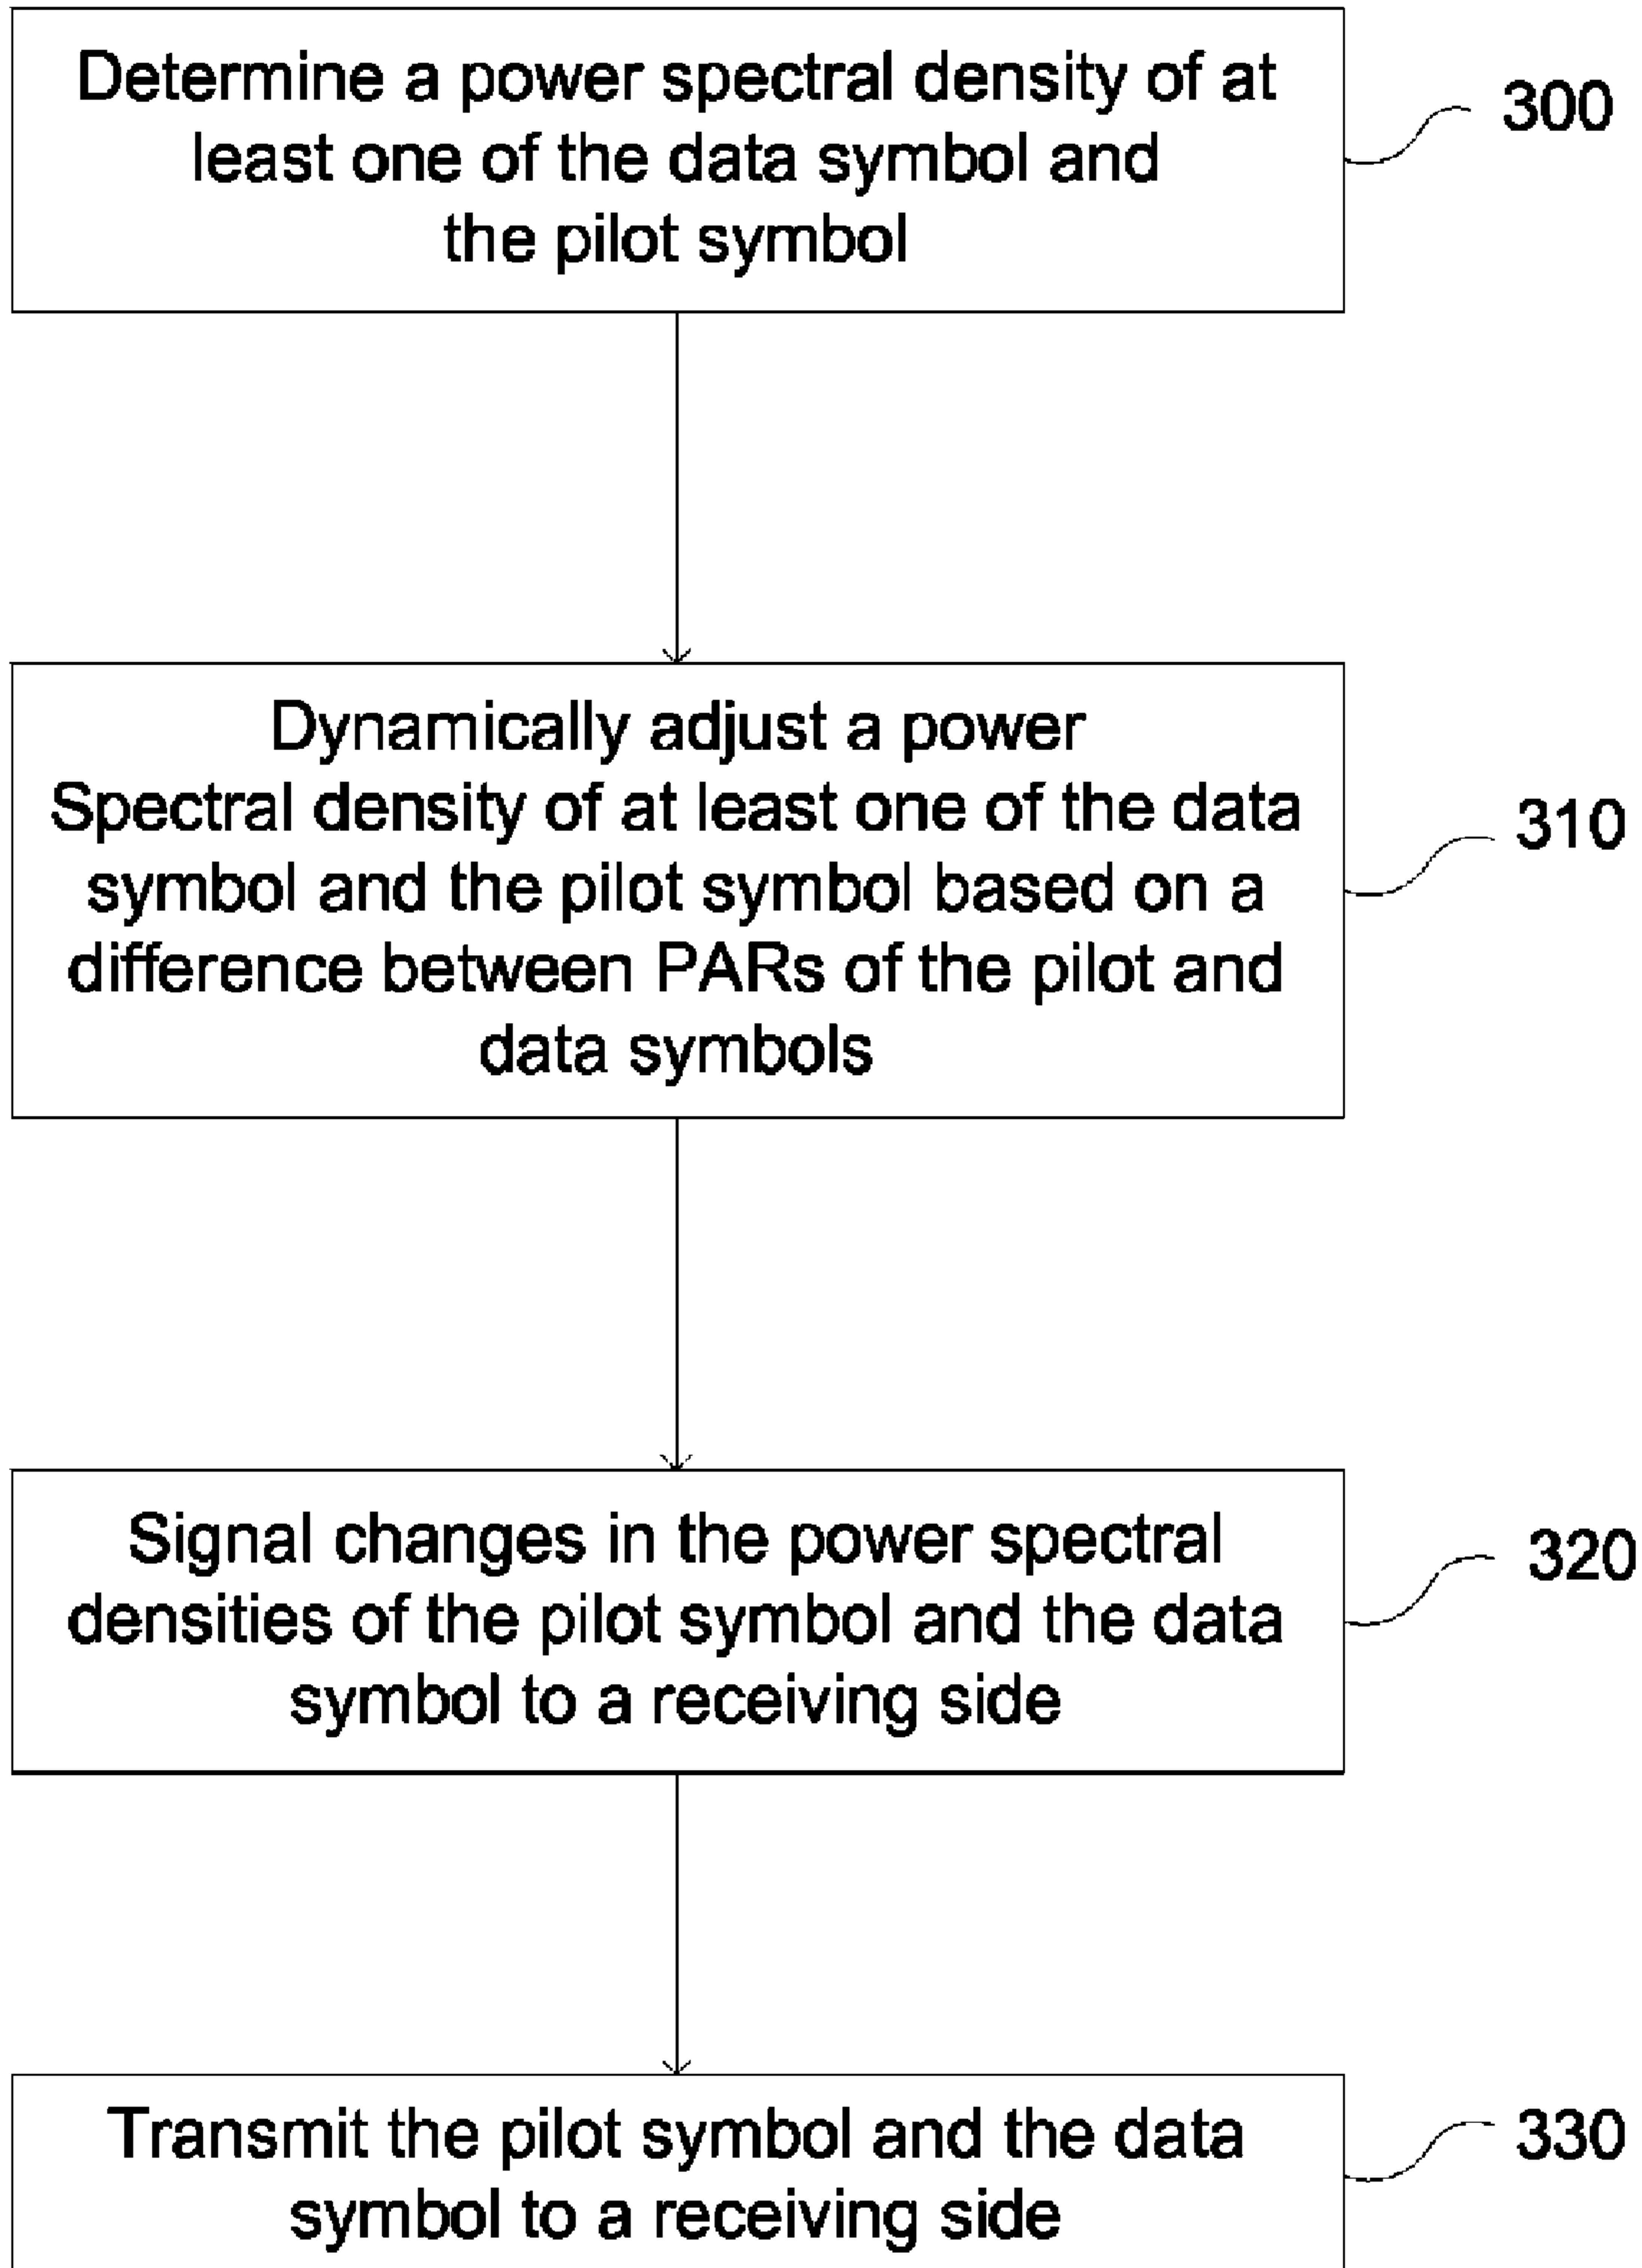 Determine a power spectral density of at
least one of the data symbol and
the pilot symbol
300
Dynamically adjust a power
Spectral density of at least one of the data
symbol and the pilot symbol based on a
difference between PARs of the pilot and
data symbols
310
Signal changes in the power spectral
densities of the pilot symbol and the data
symbol to a receiving side
320
Transmit the pilot symbol and the data
symbol to a receiving side
330